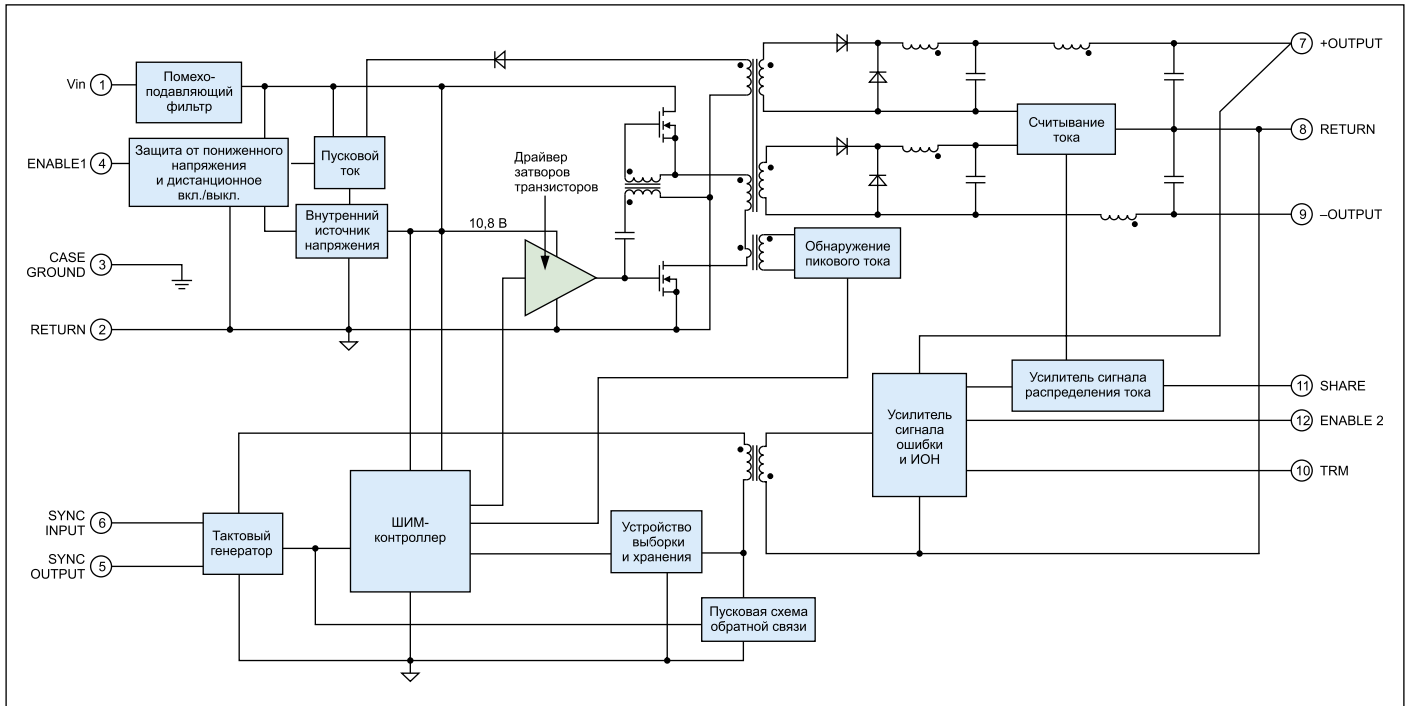 Vin 1
Помехо-
подавляющий
фильтр
ENABLE1 4
Защита от пониженного
напряжения
и дистанционное
вкл./выкл.
Пусковой
ток
Внутренний
источник
напряжения
10,8 В
Драйвер
затворов
транзисторов
CASE
GROUND 3
RETURN 2
Обнаружение
пикового тока
Считывание
тока
7 +OUTPUT
8 RETURN
9 –OUTPUT
Усилитель сигнала
распределения тока
Усилитель
сигнала
ошибки
и ИОН
11 SHARE
12 ENABLE 2
10 TRM
SYNC
INPUT 6
SYNC
OUTPUT 5
Тактовый
генератор
ШИМ-
контроллер
Устройство
выборки
и хранения
Пусковая схема
обратной связи